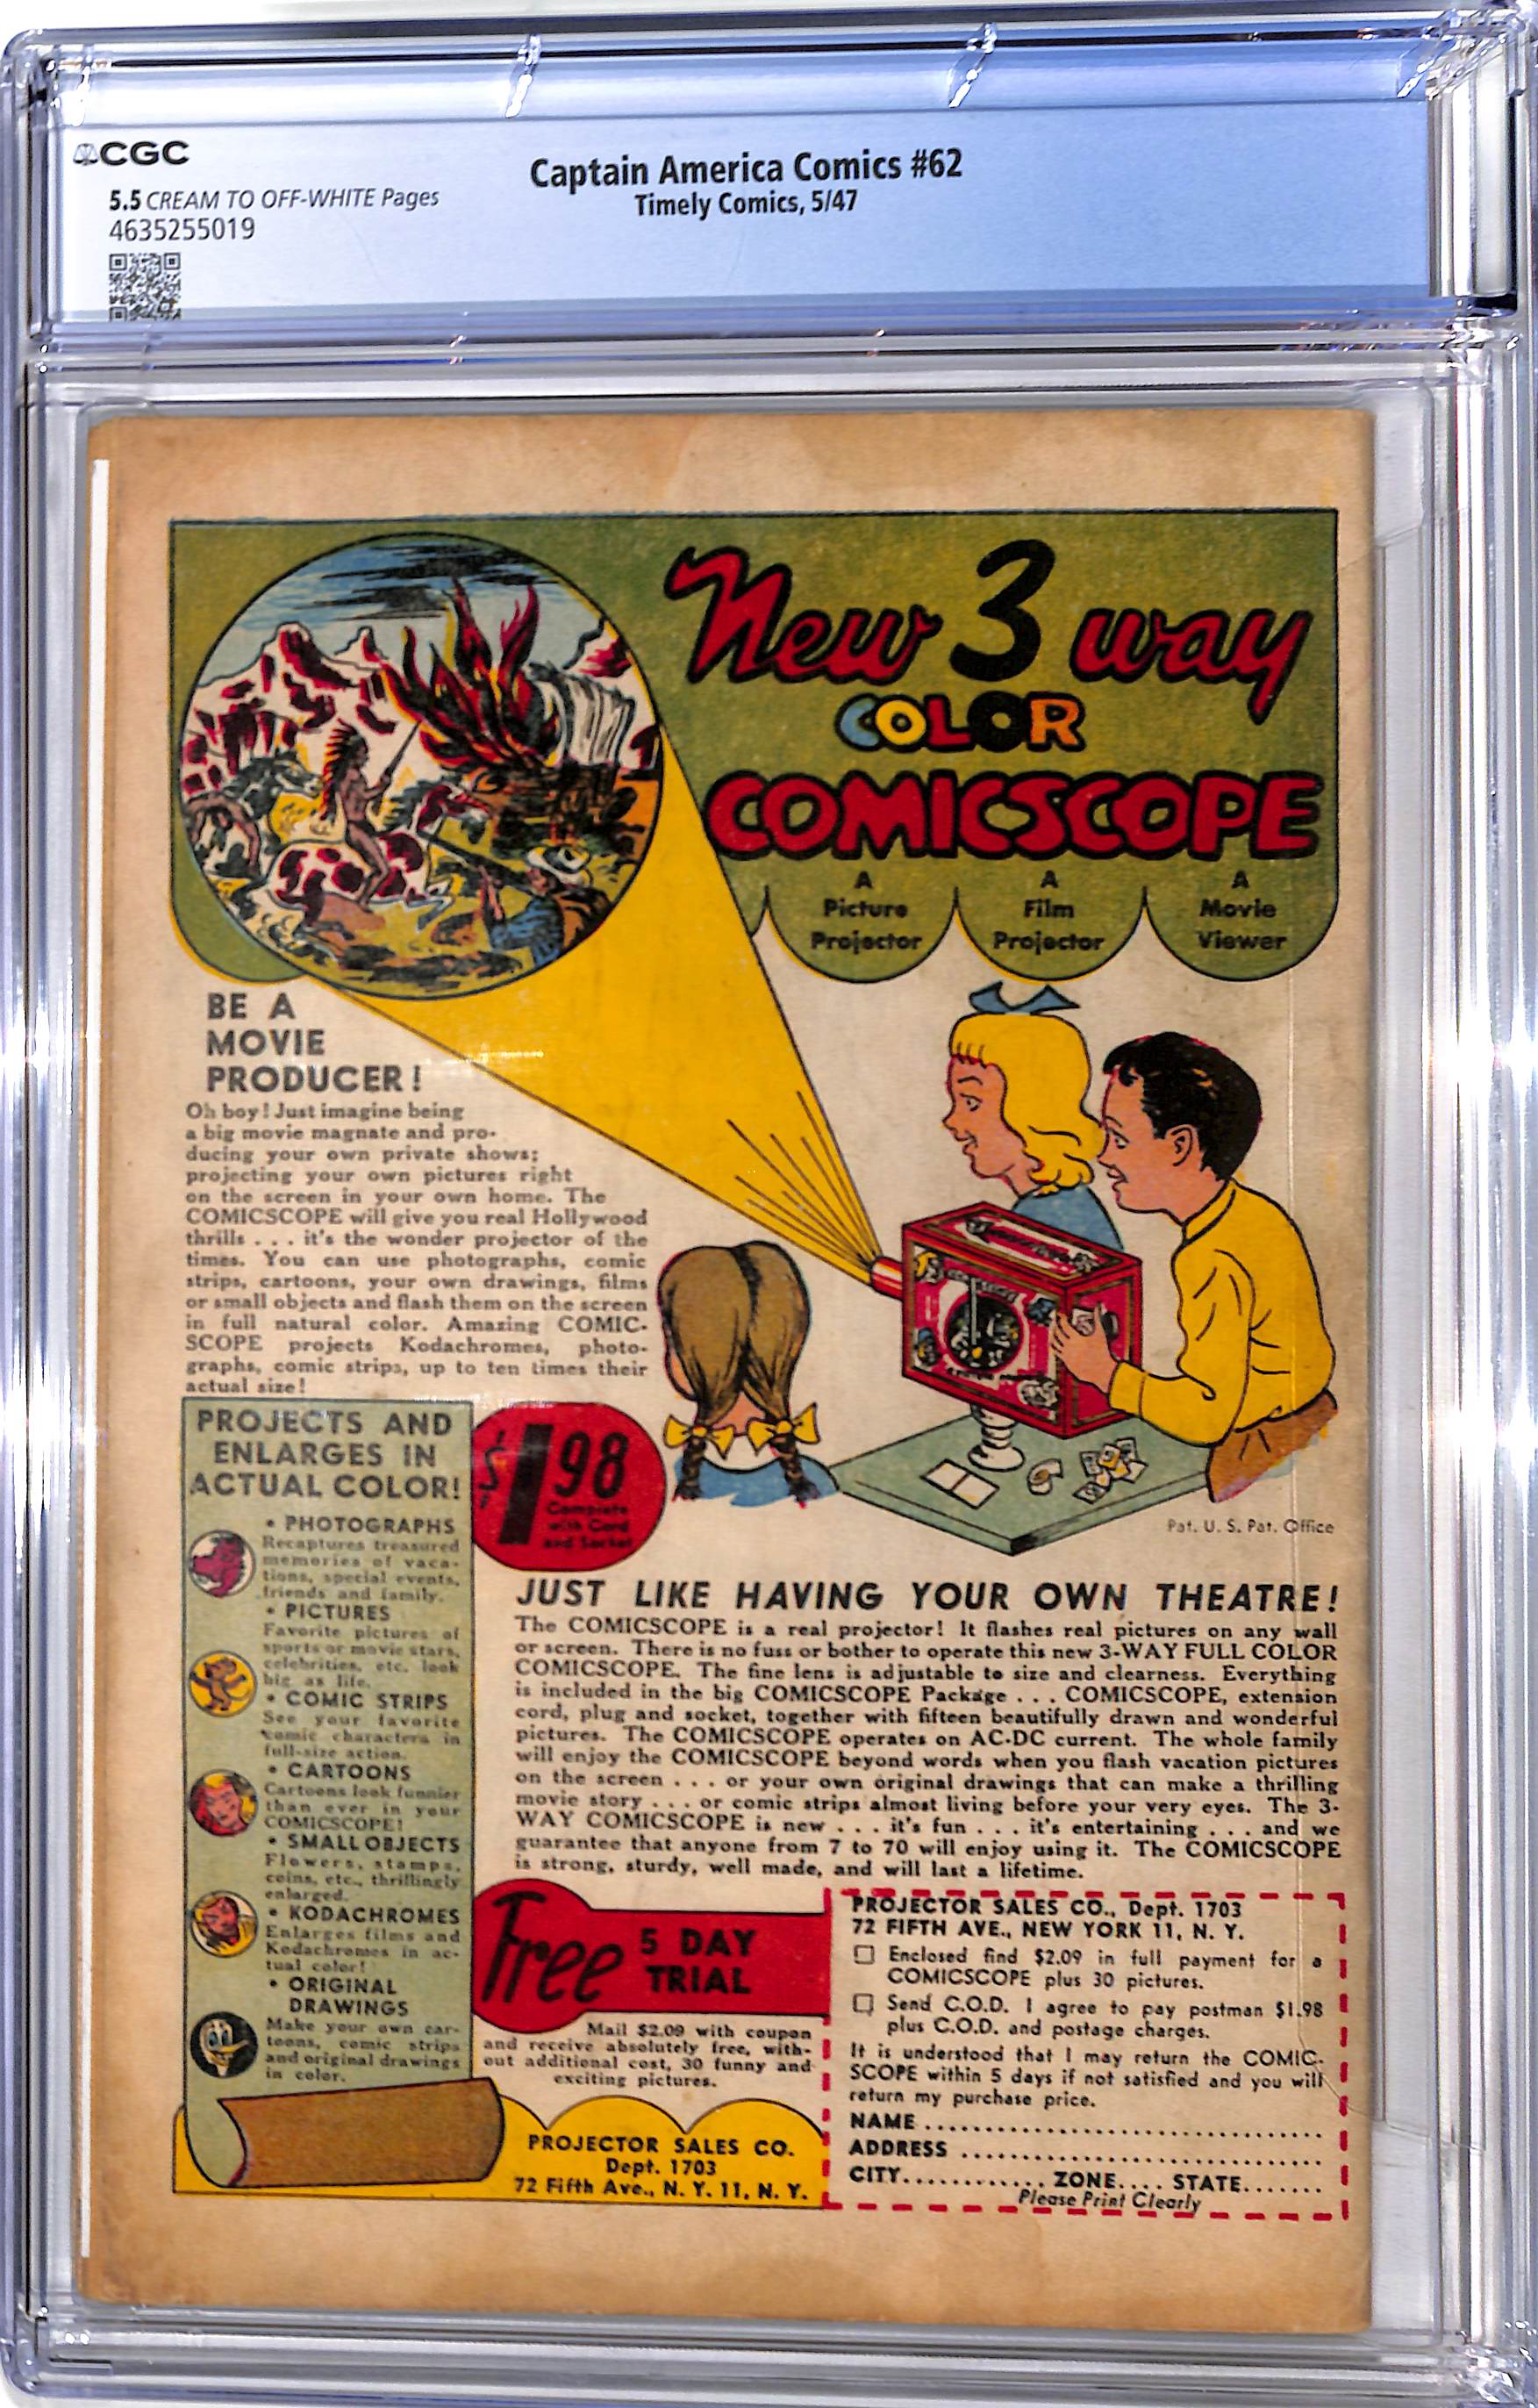 CGC
5.5 CREAM TO OFF-WHITE Pages
4635255019
Captain America Comics #62
Timely Comics, 5/47
New 3 way
COLOR
COMICSCOPE
A
Picture
Projector
A
Film
Projector
A
Movie
Viewer
BE A
MOVIE
PRODUCER!
Oh boy! Just imagine being
a big movie magnate and pro-
ducing your own private shows;
projecting your own pictures right
on the screen in your own home. The
COMICSCOPE will give you real Hollywood
thrills . . . it's the wonder projector of the
times. You can use photographs, comic
strips, cartoons, your own drawings, films
or small objects and flash them on the screen
in full natural color. Amazing COMIC-
SCOPE projects Kodachromes, photo-
graphs, comic strips, up to ten times their
actual size!
PROJECTS AND
ENLARGES IN
ACTUAL COLOR!
• PHOTOGRAPHS
Recaptures treasured
memories of vaca-
tions, special events,
friends and family.
• PICTURES
Favorite pictures of
sports or movie stars,
celebrities, etc. look
big as life.
• COMIC STRIPS
See your favorite
comic characters in
full-size action.
• CARTOONS
Cartoons look funnier
than ever in your
COMICSCOPE!
• SMALL OBJECTS
Flowers, stamps,
coins, etc., thrillingly
enlarged.
• KODACHROMES
Enlarges films and
Kodachromes in ac-
tual color!
• ORIGINAL
DRAWINGS
Make your own car-
toons, comic strips
and original drawings
in color.
$1.98
Complete
with Cord
and Socket
Pat. U. S. Pat. Office
JUST LIKE HAVING YOUR OWN THEATRE!
The COMICSCOPE is a real projector! It flashes real pictures on any wall
or screen. There is no fuss or bother to operate this new 3-WAY FULL COLOR
COMICSCOPE. The fine lens is adjustable to size and clearness. Everything
is included in the big COMICSCOPE Package . . . COMICSCOPE, extension
cord, plug and socket, together with fifteen beautifully drawn and wonderful
pictures. The COMICSCOPE operates on AC-DC current. The whole family
will enjoy the COMICSCOPE beyond words when you flash vacation pictures
on the screen . . . or your own original drawings that can make a thrilling
movie story . . . or comic strips almost living before your very eyes. The 3-
WAY COMICSCOPE is new . . . it's fun . . . it's entertaining . . . and we
guarantee that anyone from 7 to 70 will enjoy using it. The COMICSCOPE
is strong, sturdy, well made, and will last a lifetime.
Free 5 DAY
TRIAL
Mail $2.09 with coupon
and receive absolutely free, with-
out additional cost, 30 funny and
exciting pictures.
PROJECTOR SALES CO.
Dept. 1703
72 Fifth Ave., N. Y. 11, N. Y.
PROJECTOR SALES CO., Dept. 1703
72 FIFTH AVE., NEW YORK 11, N. Y.
Enclosed find $2.09 in full payment for a
COMICSCOPE plus 30 pictures.
Send C.O.D. I agree to pay postman $1.98
plus C.O.D. and postage charges.
It is understood that I may return the COMIC-
SCOPE within 5 days if not satisfied and you will
return my purchase price.
NAME ................................
ADDRESS .............................
CITY............. ZONE.... STATE.......
Please Print Clearly